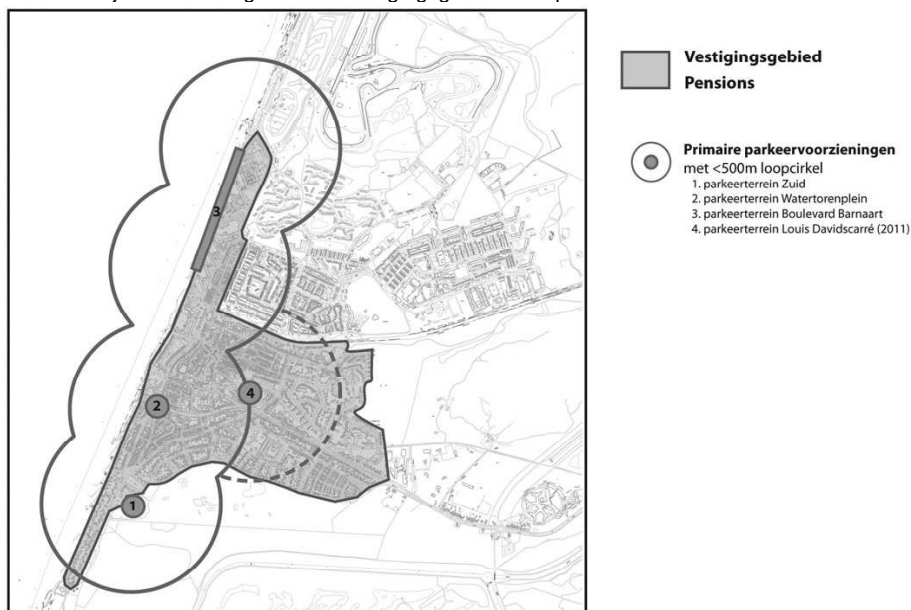 3
2
4
1
Vestigingsgebied
Pensions
Primaire parkeervoorzieningen
met <500m loopcirkel
1. parkeerterrein Zuid
2. parkeerterrein Watertorenplein
3. parkeerterrein Boulevard Barnaart
4. parkeerterrein Louis Davidscarré (2011)